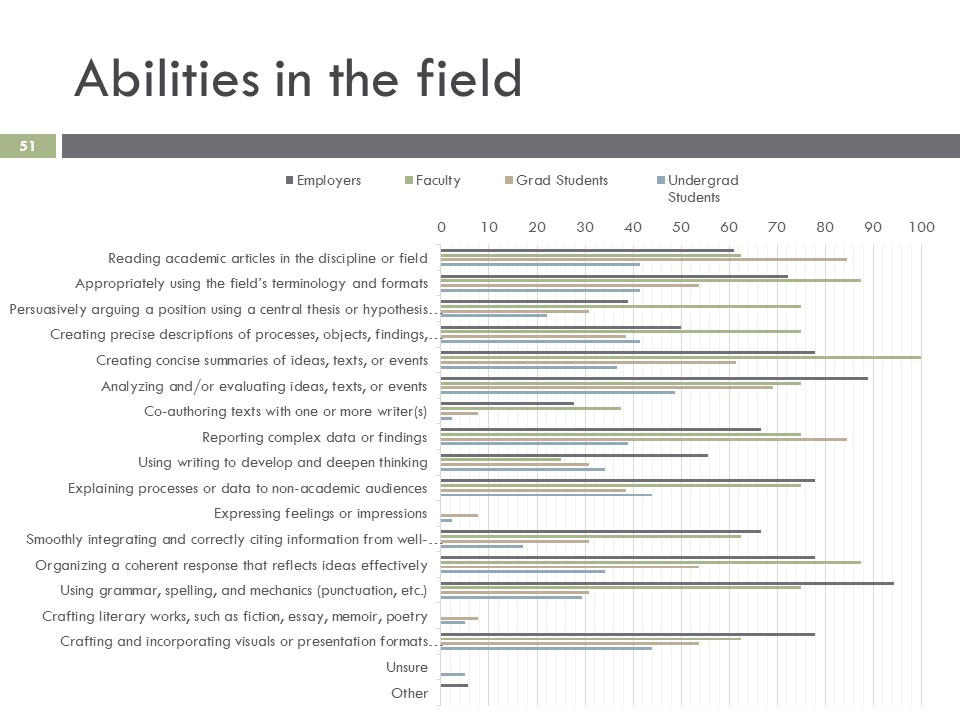 Abilities in the field
51
Employers
Faculty
Grad Students
Undergrad
Students
0 10 20 30 40 50 60 70 80 90 100
Reading academic articles in the discipline or field
Appropriately using the field's terminology and formats
Persuasively arguing a position using a central thesis or hypothesis…
Creating precise descriptions of processes, objects, findings,…
Creating concise summaries of ideas, texts, or events
Analyzing and/or evaluating ideas, texts, or events
Co-authoring texts with one or more writer(s)
Reporting complex data or findings
Using writing to develop and deepen thinking
Explaining processes or data to non-academic audiences
Expressing feelings or impressions
Smoothly integrating and correctly citing information from well-…
Organizing a coherent response that reflects ideas effectively
Using grammar, spelling, and mechanics (punctuation, etc.)
Crafting literary works, such as fiction, essay, memoir, poetry
Crafting and incorporating visuals or presentation formats…
Unsure
Other